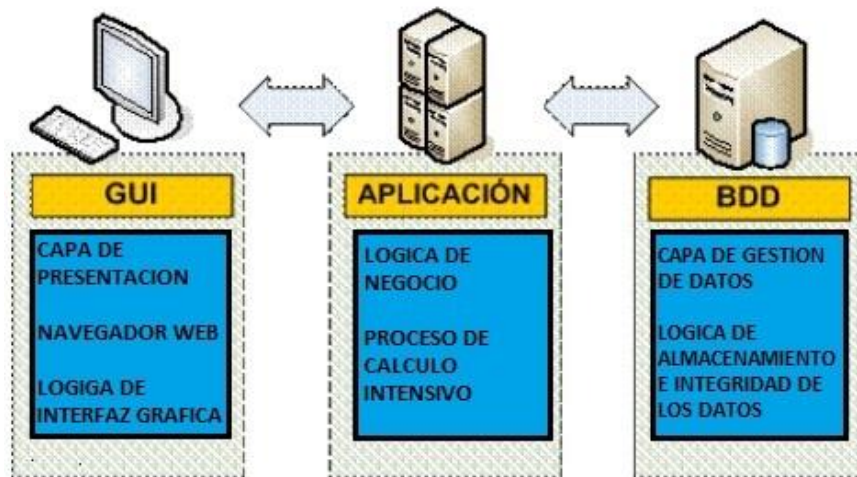 GUI
CAPA DE
PRESENTACION
NAVEGADOR WEB
LOGIGA DE
INTERFAZ GRAFICA
APLICACIÓN
LOGICA DE
NEGOCIO
PROCESO DE
CALCULO
INTENSIVO
BDD
CAPA DE GESTION
DE DATOS
LOGICA DE
ALMACENAMIENTO
E INTEGRIDAD DE
LOS DATOS